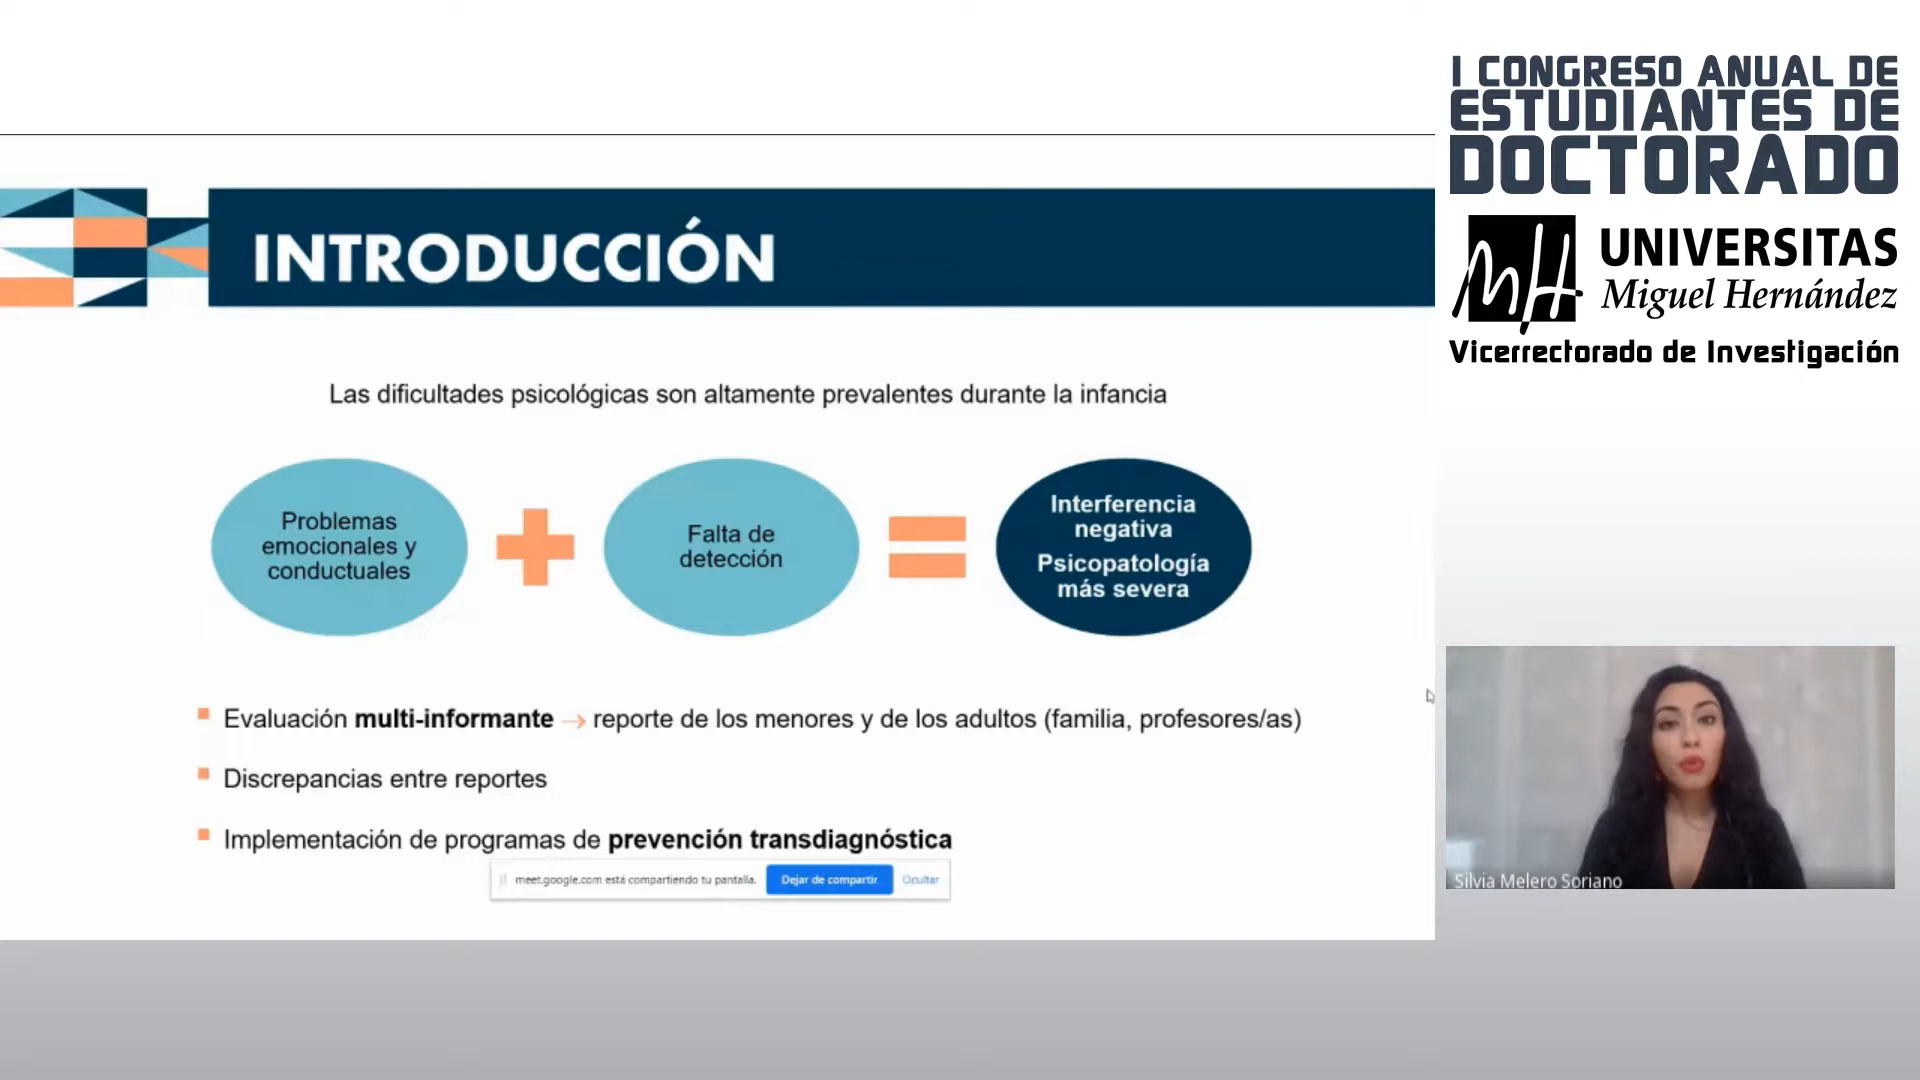 I CONGRESO ANUAL DE
ESTUDIANTES DE
DOCTORADO
UNIVERSITAS
Miguel Hernández
Vicerrectorado de Investigación
INTRODUCCIÓN
Las dificultades psicológicas son altamente prevalentes durante la infancia
Problemas
emocionales y
conductuales
Falta de
detección
Interferencia
negativa
Psicopatología
más severa
Evaluación multi-informante → reporte de los menores y de los adultos (familia, profesores/as)
Discrepancias entre reportes
Implementación de programas de prevención transdiagnóstica
meet.google.com está compartiendo tu pantalla. Dejar de compartir Ocultar
Silvia Melero Soriano